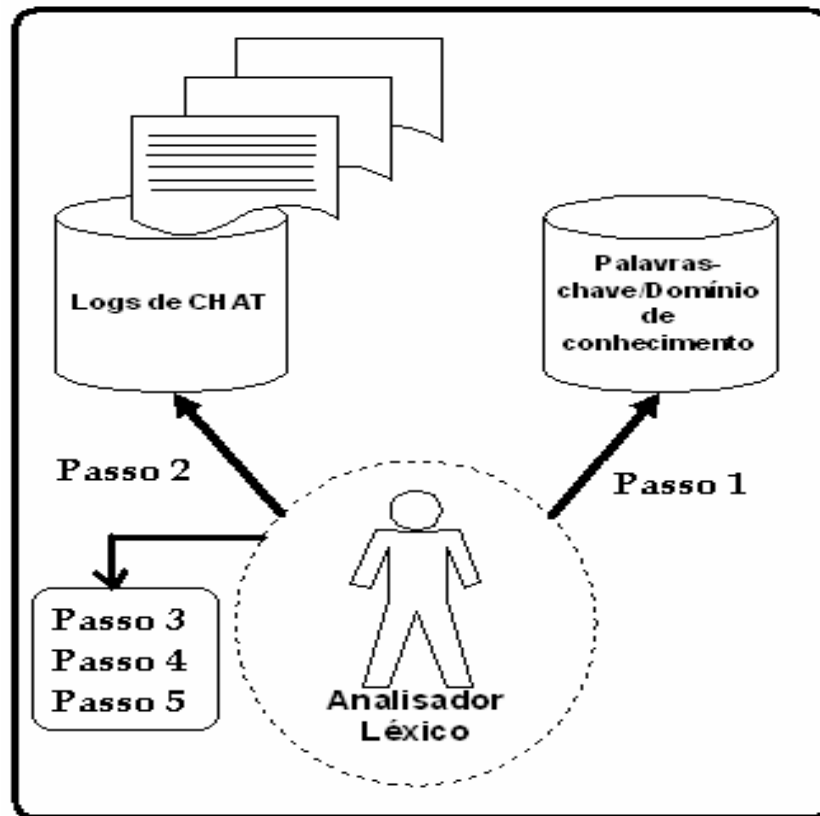 Logs de CHAT
Palavras-
chave/Domínio
de
conhecimento
Passo 2
Passo 1
Passo 3
Passo 4
Passo 5
Analisador
Léxico